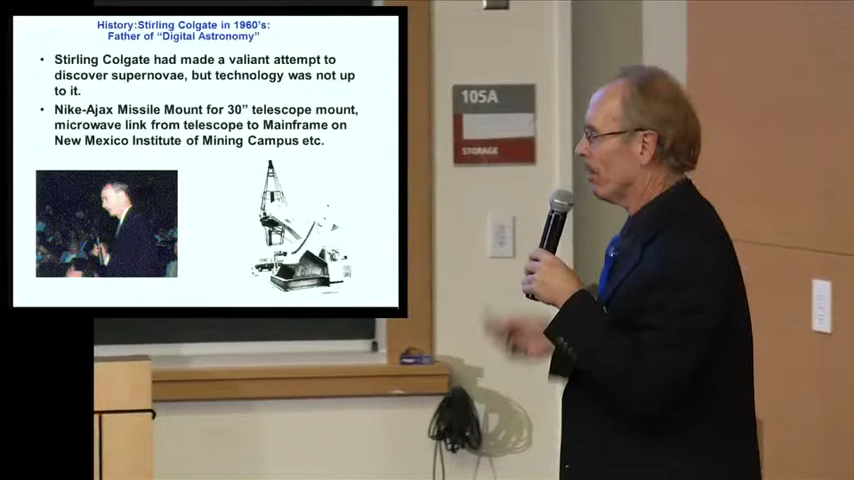 History:Stirling Colgate in 1960's:
Father of "Digital Astronomy"
• Stirling Colgate had made a valiant attempt to
discover supernovae, but technology was not up
to it.
• Nike-Ajax Missile Mount for 30" telescope mount,
microwave link from telescope to Mainframe on
New Mexico Institute of Mining Campus etc.
105A
STORAGE